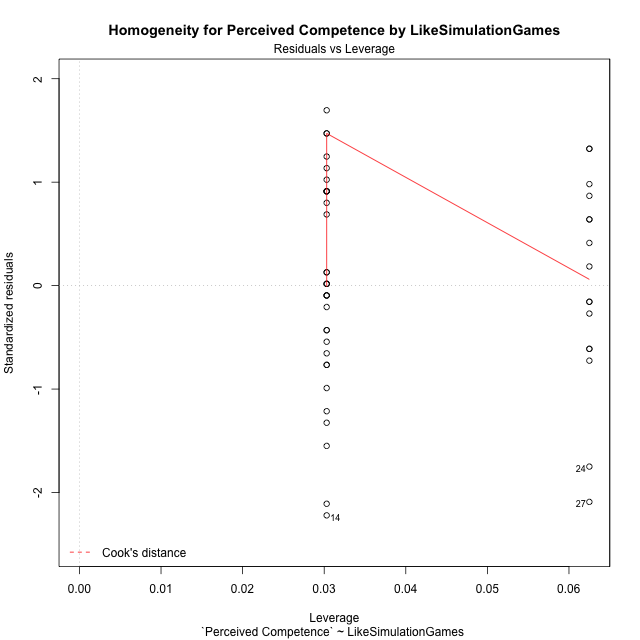 Homogeneity for Perceived Competence by LikeSimulationGames
Residuals vs Leverage
2
1
0
-1
-2
Standardized residuals
24
27
14
Cook's distance
0.00 0.01 0.02 0.03 0.04 0.05 0.06
Leverage
`Perceived Competence` ~ LikeSimulationGames